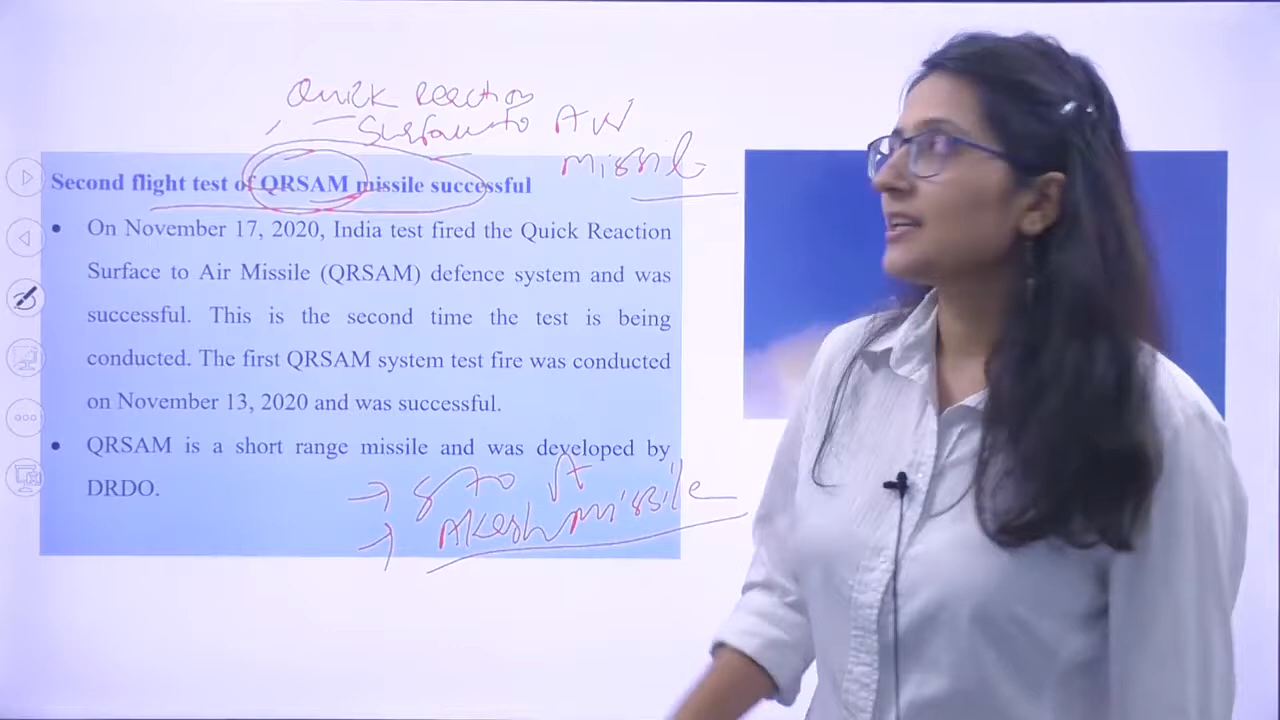 Quick Reaction
Surface to Air
Missile
Second flight test of QRSAM missile successful
• On November 17, 2020, India test fired the Quick Reaction
Surface to Air Missile (QRSAM) defence system and was
successful. This is the second time the test is being
conducted. The first QRSAM system test fire was conducted
on November 13, 2020 and was successful.
• QRSAM is a short range missile and was developed by
DRDO.
→ S to A
→ Akash missile